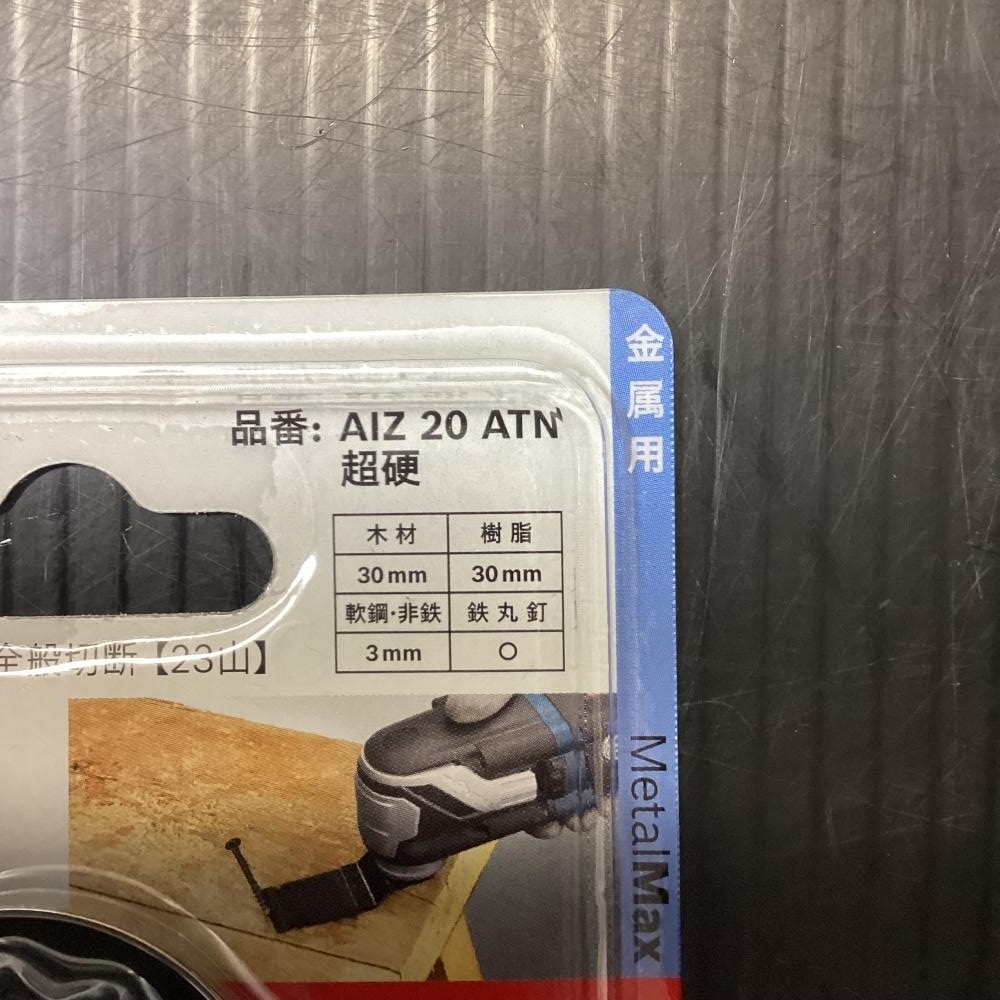 金属用
品番: AIZ 20 ATN
超硬
木材 樹脂
30mm 30mm
軟鋼・非鉄 鉄丸釘
3mm ○
全般切断【23山】
MetalMax